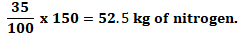 35/100 x 150 = 52.5 kg of nitrogen.